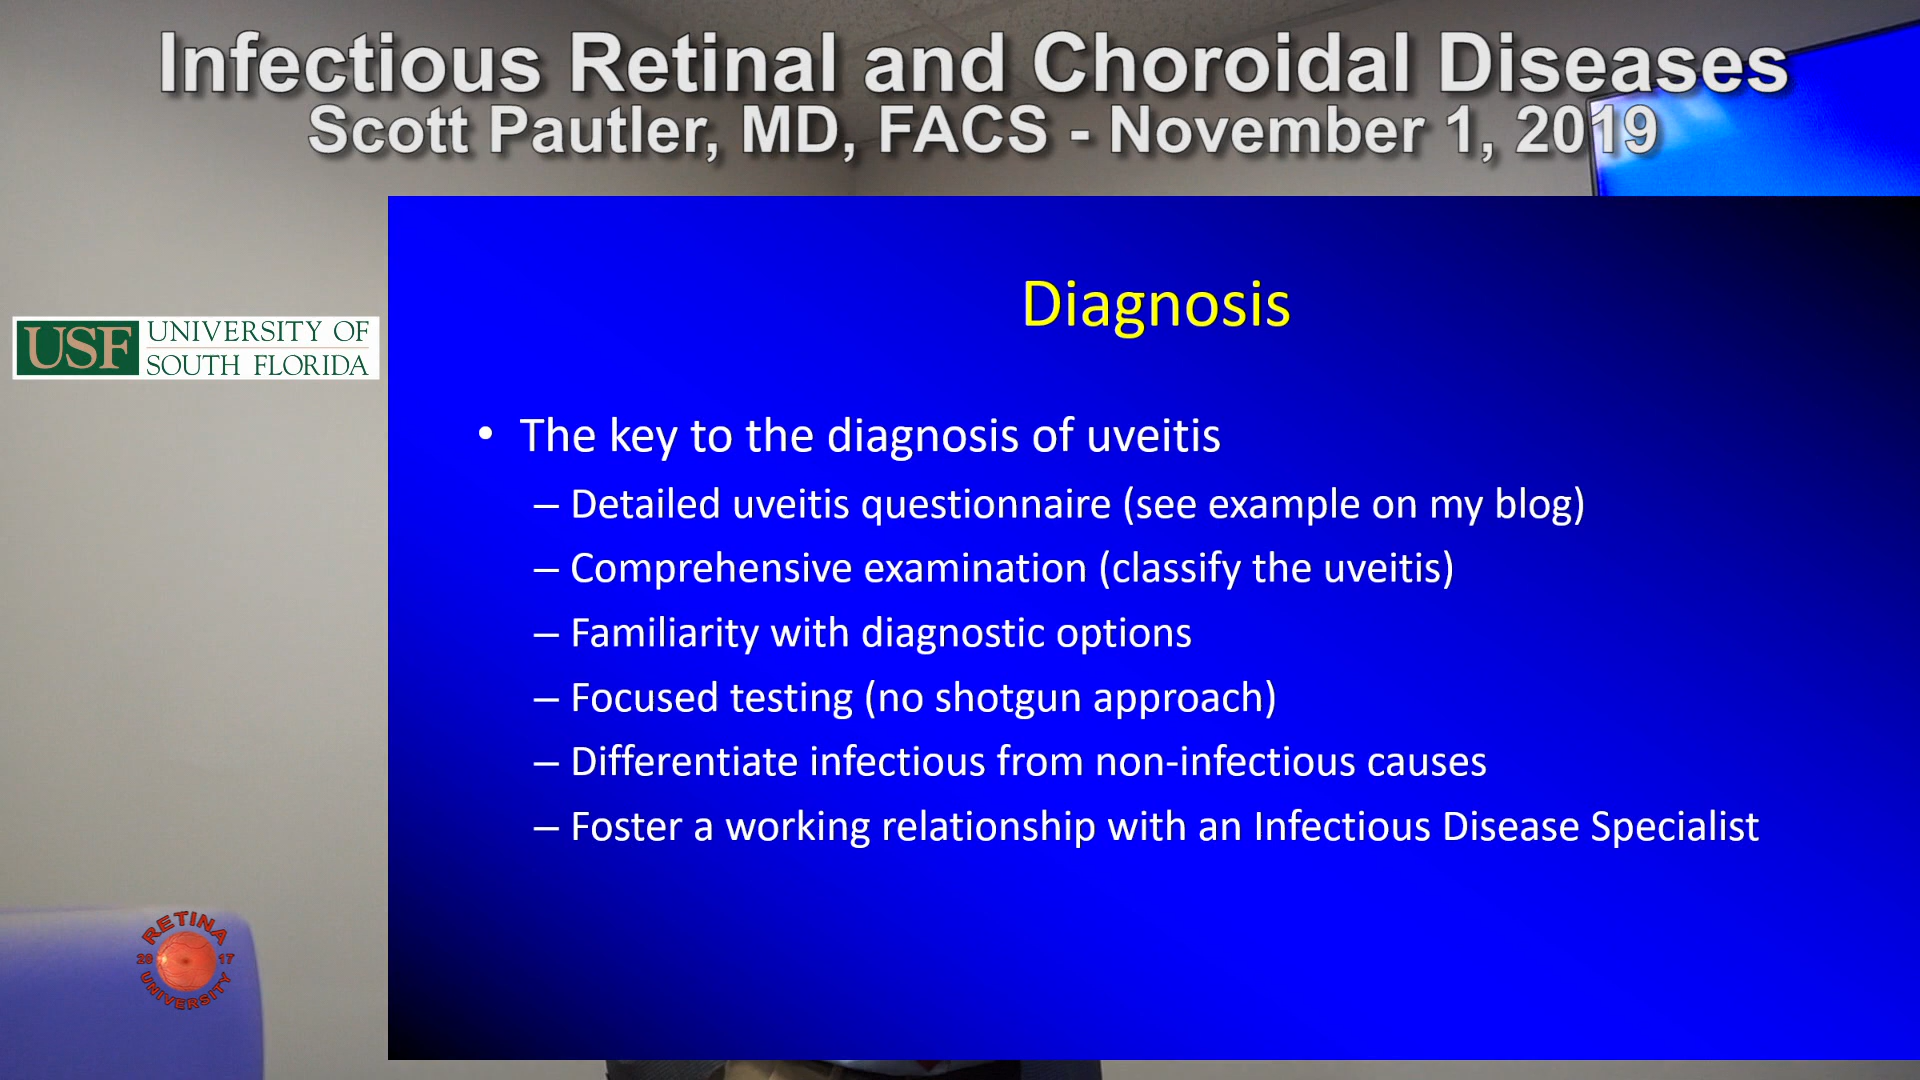 Infectious Retinal and Choroidal Diseases
Scott Pautler, MD, FACS - November 1, 2019
USF UNIVERSITY OF
SOUTH FLORIDA
Diagnosis
• The key to the diagnosis of uveitis
– Detailed uveitis questionnaire (see example on my blog)
– Comprehensive examination (classify the uveitis)
– Familiarity with diagnostic options
– Focused testing (no shotgun approach)
– Differentiate infectious from non-infectious causes
– Foster a working relationship with an Infectious Disease Specialist
RETINA
20 17
UNIVERSITY